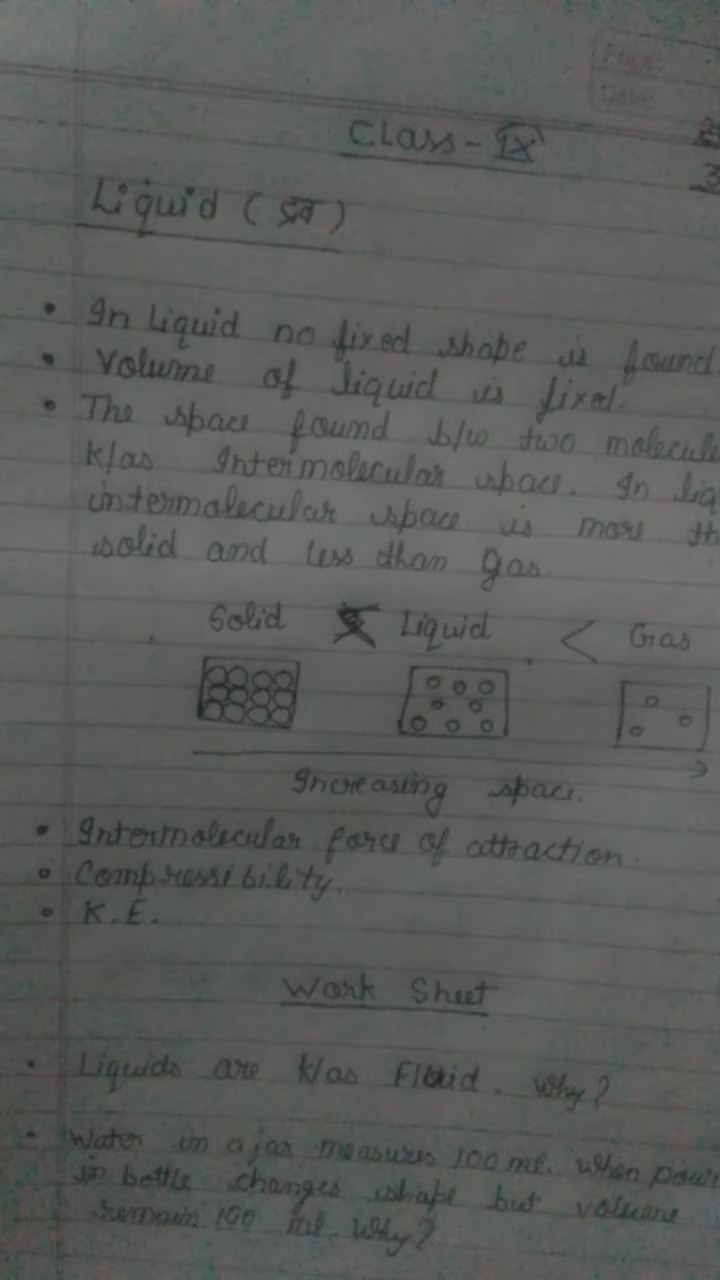 Page:
Date:
Class - IX
Liquid ( द्रव )
• In Liquid no fixed shape is found.
• Volume of liquid is fixed.
• The space found b/w two molecule
k/as Intermolecular space. In liq
intermolecular space is more th
solid and less than gas.
Solid Liquid < Gas
Increasing space.
• Intermolecular force of attraction.
• Compressibility.
• K.E.
Work Sheet
• Liquids are k/as Fluid. Why?
• Water in a jar measures 100 ml. when pour
in bottle changes shape but volume
remain 100 ml. Why?